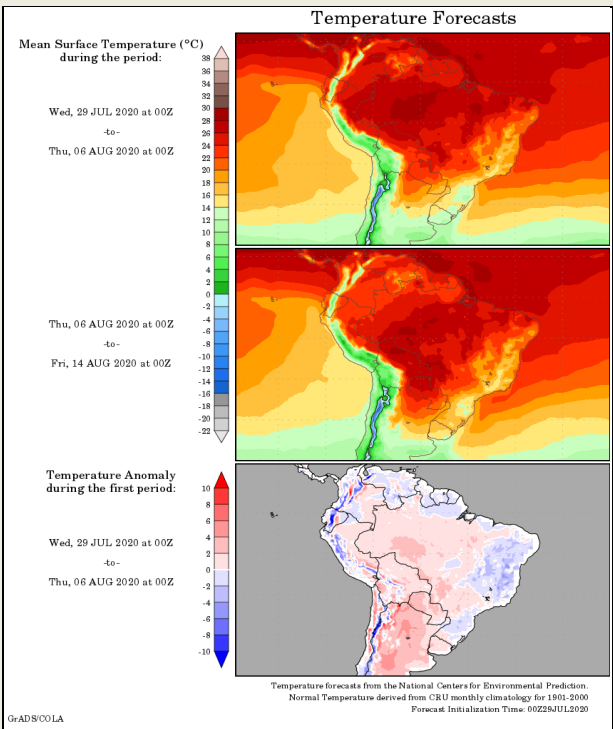 Temperature Forecasts
Mean Surface Temperature (°C)
during the period:
Wed, 29 JUL 2020 at 00Z
-to-
Thu, 06 AUG 2020 at 00Z
38
36
34
32
30
28
26
24
22
20
18
16
14
12
10
8
6
4
2
0
-2
-4
-6
-8
-10
-12
-14
-16
-18
-20
-22
Thu, 06 AUG 2020 at 00Z
-to-
Fri, 14 AUG 2020 at 00Z
Temperature Anomaly
during the first period:
Wed, 29 JUL 2020 at 00Z
-to-
Thu, 06 AUG 2020 at 00Z
10
8
6
4
2
0
-2
-4
-6
-8
-10
Temperature forecasts from the National Centers for Environmental Prediction.
Normal Temperature derived from CRU monthly climatology for 1901-2000
Forecast Initialization Time: 00Z29JUL2020
GrADS/COLA